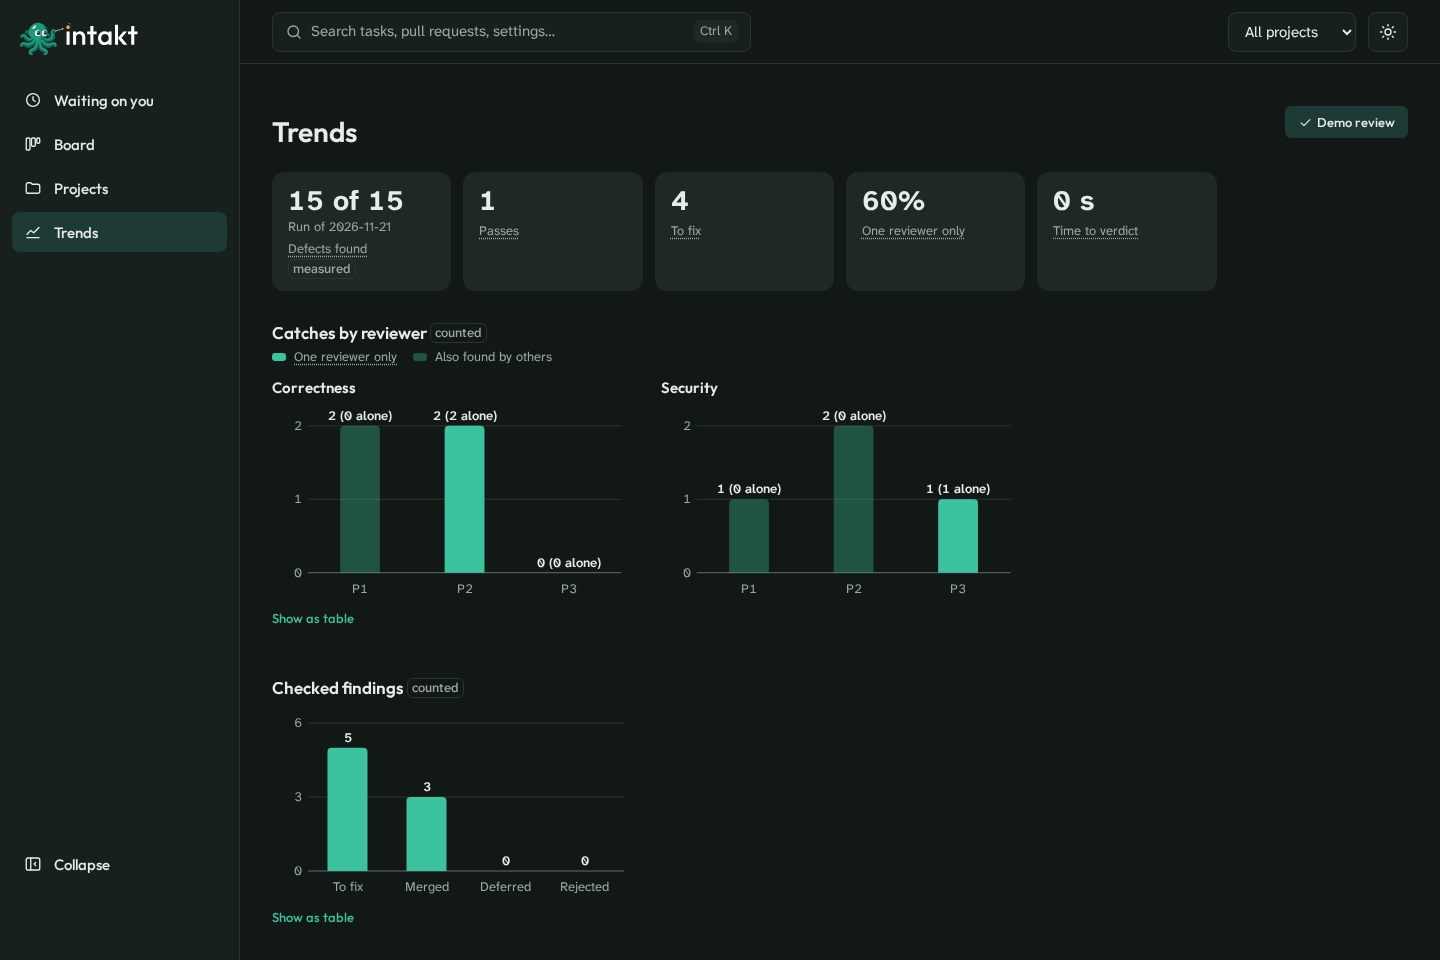 intakt
Search tasks, pull requests, settings...
Ctrl K
All projects
Waiting on you
Board
Projects
Trends
Collapse
Trends
Demo review
15 of 15
Run of 2026-11-21
Defects found
measured
1
Passes
4
To fix
60%
One reviewer only
0 s
Time to verdict
Catches by reviewer counted
One reviewer only
Also found by others
Correctness
2 (0 alone)
2 (2 alone)
0 (0 alone)
2
1
0
P1
P2
P3
Security
2 (0 alone)
1 (0 alone)
1 (1 alone)
2
1
0
P1
P2
P3
Show as table
Checked findings counted
6
3
0
5
3
0
0
To fix
Merged
Deferred
Rejected
Show as table